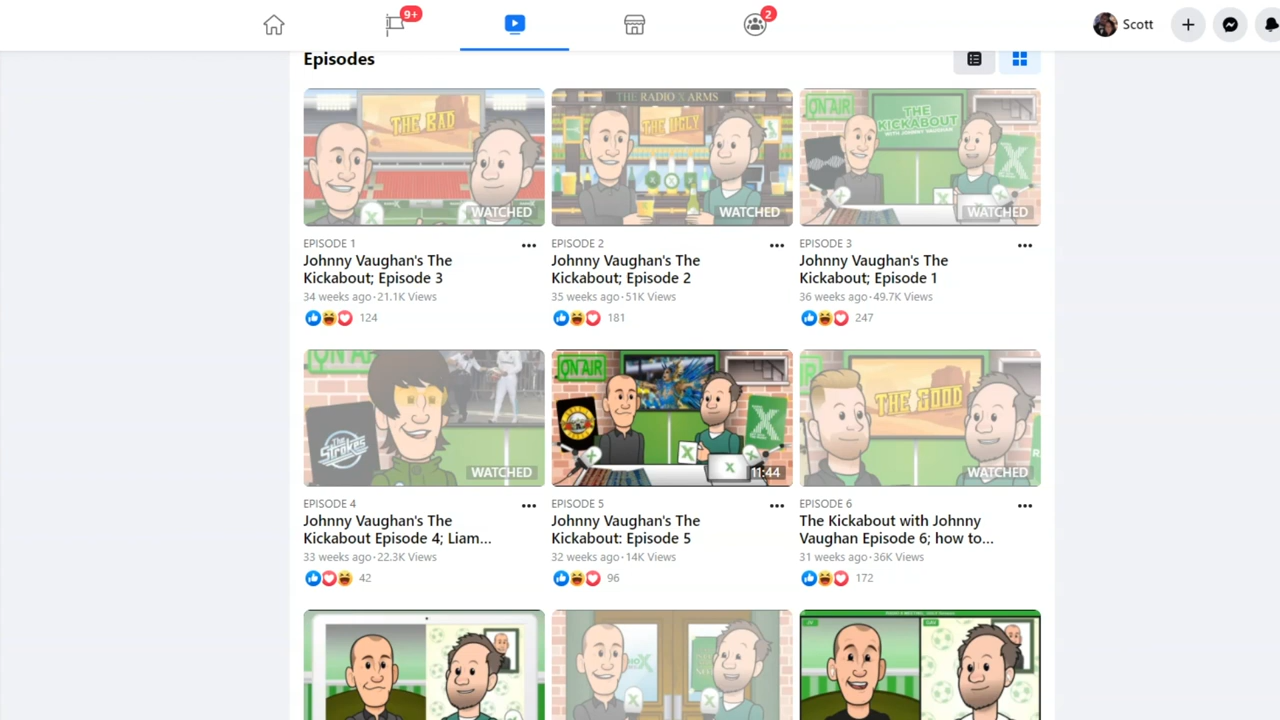 9+
2
Scott
Episodes
THE BAD
WATCHED
THE RADIO X ARMS
THE UGLY
WATCHED
ON AIR
THE
KICKABOUT
WITH JOHNNY VAUGHAN
X
WATCHED
EPISODE 1
Johnny Vaughan's The
Kickabout; Episode 3
34 weeks ago·21.1K Views
124
EPISODE 2
Johnny Vaughan's The
Kickabout; Episode 2
35 weeks ago·51K Views
181
EPISODE 3
Johnny Vaughan's The
Kickabout; Episode 1
36 weeks ago·49.7K Views
247
ON AIR
The Strokes
WATCHED
ON AIR
X
11:44
THE GOOD
WATCHED
EPISODE 4
Johnny Vaughan's The
Kickabout Episode 4; Liam...
33 weeks ago·22.3K Views
42
EPISODE 5
Johnny Vaughan's The
Kickabout: Episode 5
32 weeks ago·14K Views
96
EPISODE 6
The Kickabout with Johnny
Vaughan Episode 6; how to...
31 weeks ago·36K Views
172